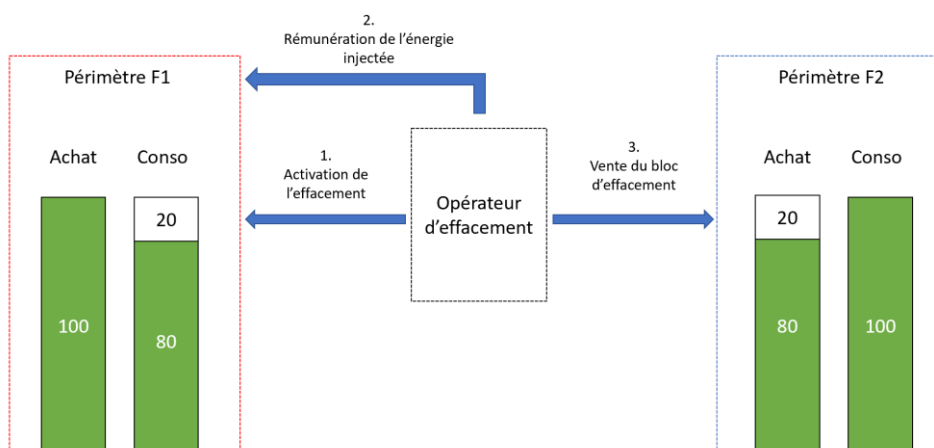 2.
Rémunération de l'énergie
injectée
Périmètre F1
Périmètre F2
Achat
Conso
1.
Activation de
l'effacement
Opérateur
d'effacement
3.
Vente du bloc
d'effacement
Achat
Conso
20
100
80
20
80
100